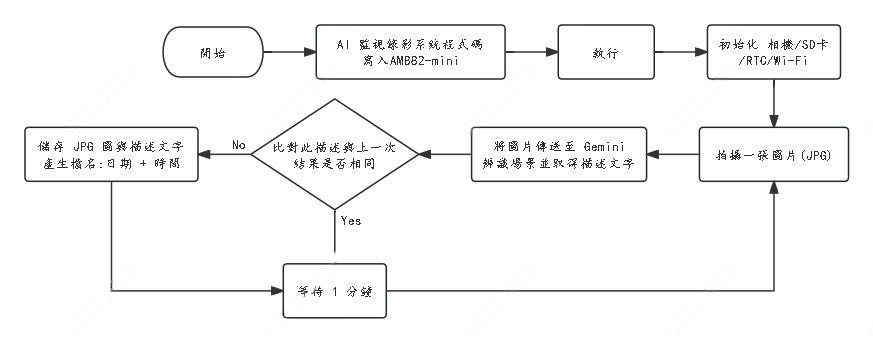 開始
AI 監視錄影系統程式碼
寫入AMB82-mini
執行
初始化 相機/SD卡
/RTC/Wi-Fi
拍攝一張圖片(JPG)
將圖片傳送至 Gemini
辨識場景並取得描述文字
比對此描述與上一次
結果是否相同
No
儲存 JPG 圖與描述文字
產生檔名:日期 + 時間
Yes
等待 1 分鐘